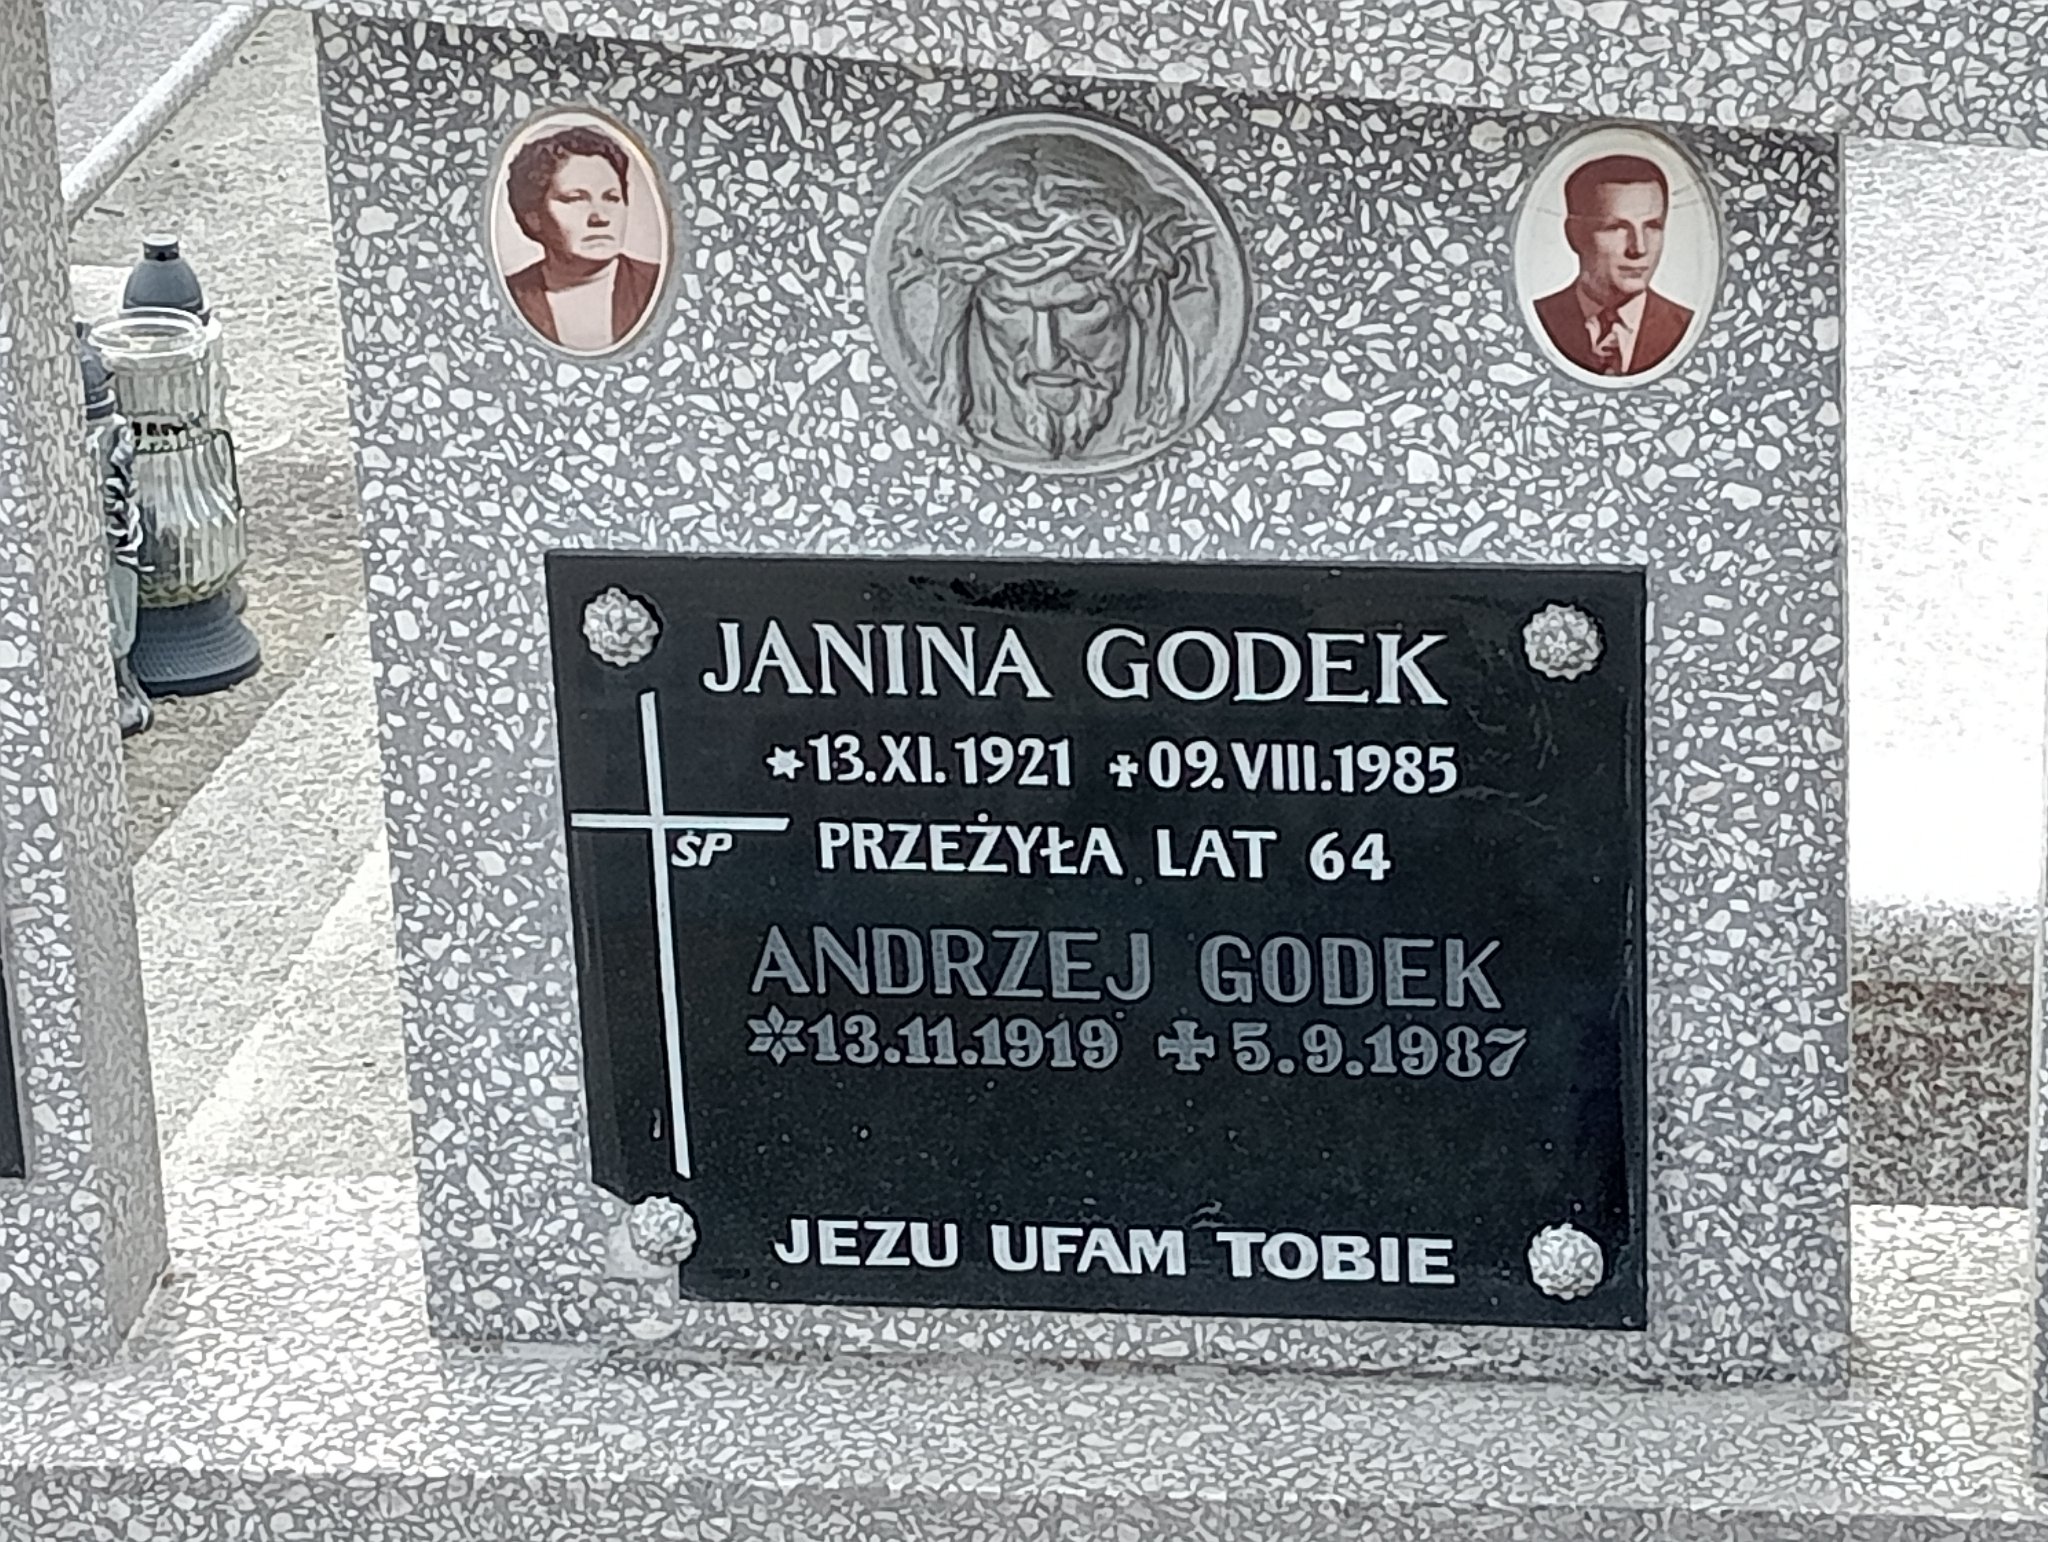 JANINA GODEK
*13.XI.1921 ✝09.VIII.1985
ŚP
PRZEŻYŁA LAT 64
ANDRZEJ GODEK
*13.11.1919 ✝5.9.1987
JEZU UFAM TOBIE